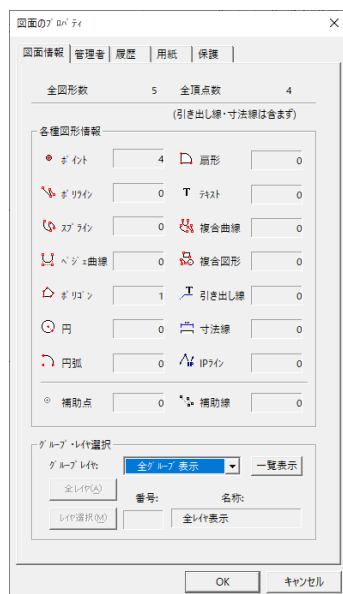 図面のﾌﾟﾛﾊﾟﾃｨ
図面情報 管理者 履歴 用紙 保護
全図形数 5 全頂点数 4
(引き出し線・寸法線は含まず)
各種図形情報
ﾎﾟｲﾝﾄ 4 扇形 0
ﾎﾟﾘﾗｲﾝ 0 T ﾃｷｽﾄ 0
ｽﾌﾟﾗｲﾝ 0 複合曲線 0
ﾍﾞｼﾞｪ曲線 0 複合図形 0
ﾎﾟﾘｺﾞﾝ 1 T 引き出し線 0
円 0 寸法線 0
円弧 0 IPﾗｲﾝ 0
補助点 0 補助線 0
ｸﾞﾙｰﾌﾟ・ﾚｲﾔ選択
ｸﾞﾙｰﾌﾟﾚｲﾔ: 全ｸﾞﾙｰﾌﾟ表示 一覧表示
全ﾚｲﾔ(A) 番号: 名称:
ﾚｲﾔ選択(M) 全ﾚｲﾔ表示
OK キャンセル